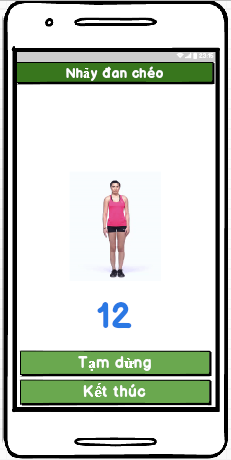 Nhảy đan chéo
12
Tạm dừng
Kết thúc